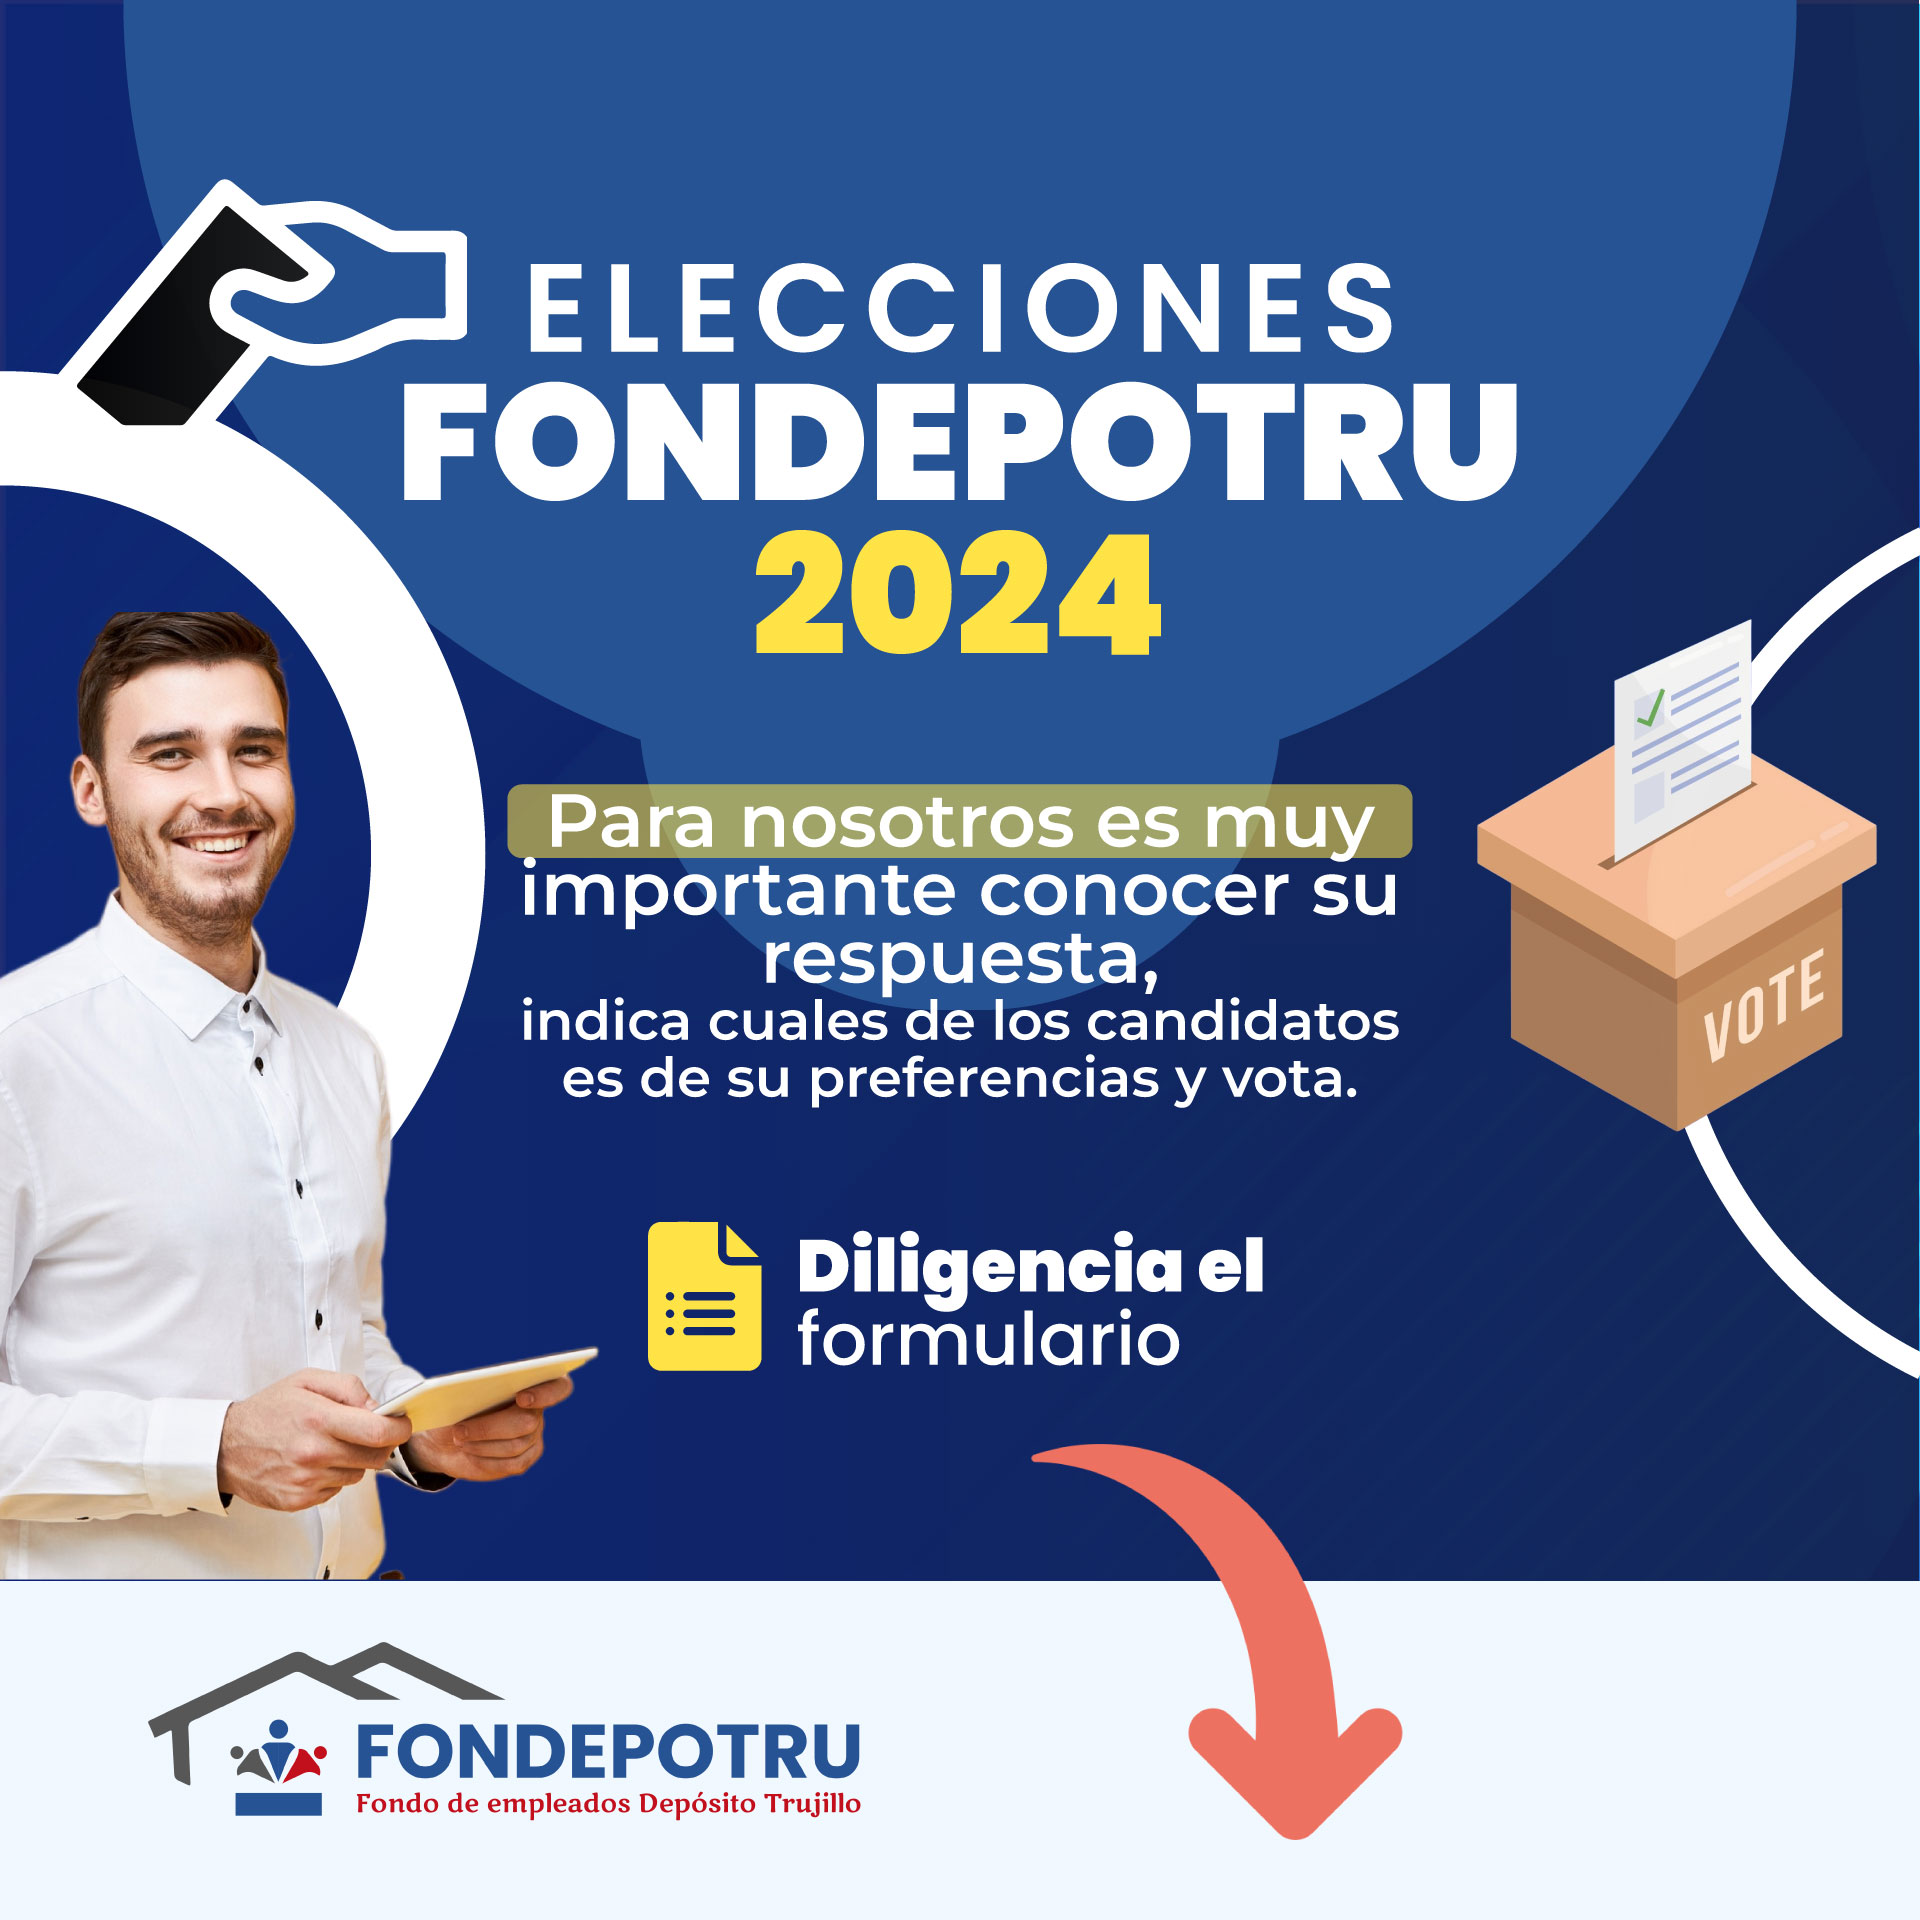 ELECCIONES
FONDEPOTRU
2024
Para nosotros es muy
importante conocer su
respuesta,
indica cuales de los candidatos
es de su preferencias y vota.
VOTE
Diligencia el
formulario
FONDEPOTRU
Fondo de empleados Depósito Trujillo